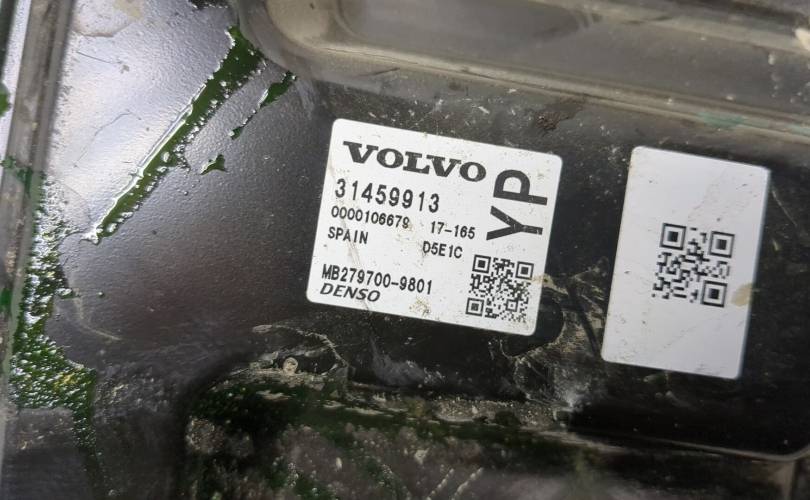 VOLVO
31459913
0000106679 17-165
SPAIN D5E1C
YP
MB279700-9801
DENSO